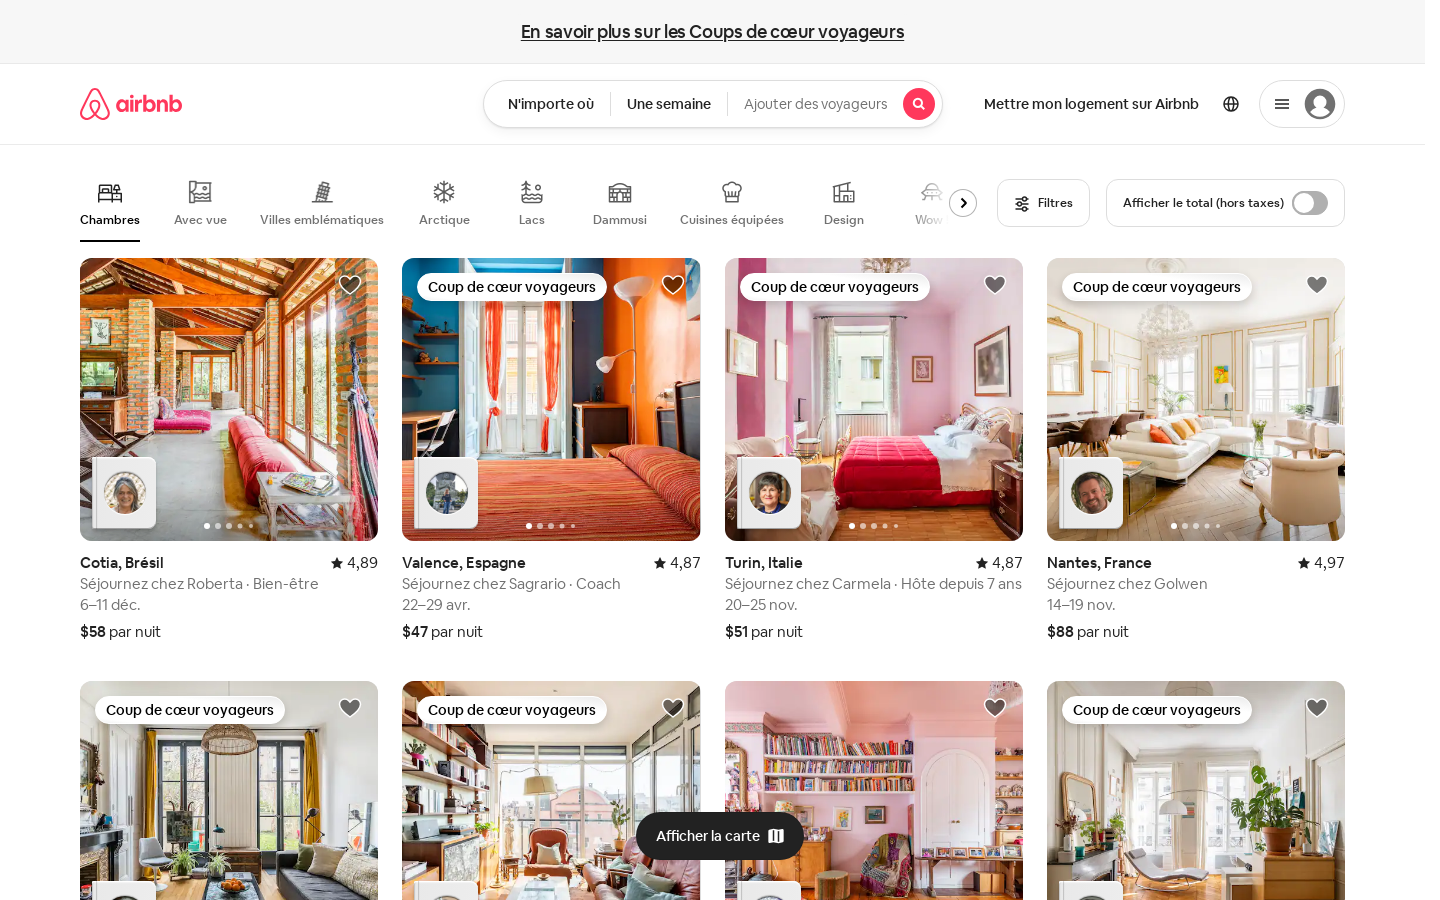 En savoir plus sur les Coups de cœur voyageurs
airbnb
N'importe où
Une semaine
Ajouter des voyageurs
Mettre mon logement sur Airbnb
Chambres
Avec vue
Villes emblématiques
Arctique
Lacs
Dammusi
Cuisines équipées
Design
Wow
Filtres
Afficher le total (hors taxes)
Coup de cœur voyageurs
Coup de cœur voyageurs
Coup de cœur voyageurs
Cotia, Brésil
4,89
Séjournez chez Roberta · Bien-être
6–11 déc.
$58 par nuit
Valence, Espagne
4,87
Séjournez chez Sagrario · Coach
22–29 avr.
$47 par nuit
Turin, Italie
4,87
Séjournez chez Carmela · Hôte depuis 7 ans
20–25 nov.
$51 par nuit
Nantes, France
4,97
Séjournez chez Golwen
14–19 nov.
$88 par nuit
Coup de cœur voyageurs
Coup de cœur voyageurs
Coup de cœur voyageurs
Afficher la carte